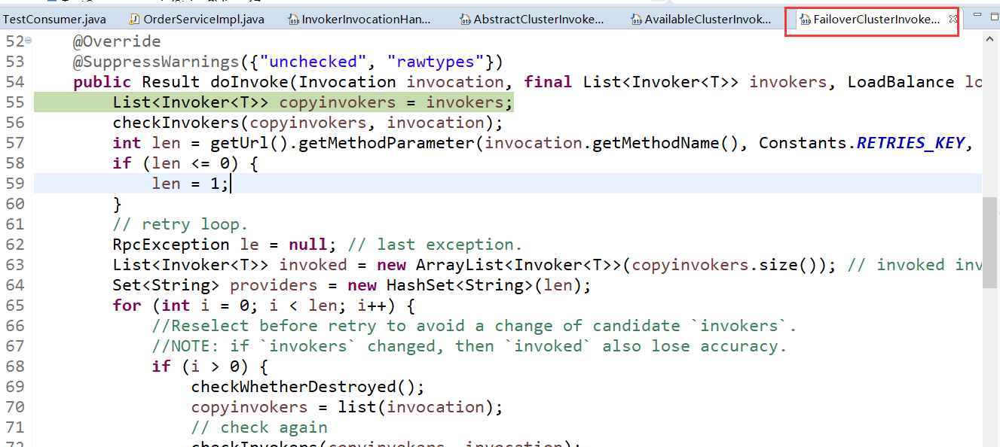 TestConsumer.java OrderServiceImpl.java InvokerInvocationHan... AbstractClusterInvoke... AvailableClusterInvok... FailoverClusterInvoke...
52 @Override
53 @SuppressWarnings({"unchecked", "rawtypes"})
54 public Result doInvoke(Invocation invocation, final List<Invoker<T>> invokers, LoadBalance lo
55 List<Invoker<T>> copyinvokers = invokers;
56 checkInvokers(copyinvokers, invocation);
57 int len = getUrl().getMethodParameter(invocation.getMethodName(), Constants.RETRIES_KEY,
58 if (len <= 0) {
59 len = 1;
60 }
61 // retry loop.
62 RpcException le = null; // last exception.
63 List<Invoker<T>> invoked = new ArrayList<Invoker<T>>(copyinvokers.size()); // invoked inv
64 Set<String> providers = new HashSet<String>(len);
65 for (int i = 0; i < len; i++) {
66 //Reselect before retry to avoid a change of candidate `invokers`.
67 //NOTE: if `invokers` changed, then `invoked` also lose accuracy.
68 if (i > 0) {
69 checkWhetherDestroyed();
70 copyinvokers = list(invocation);
71 // check again
72 checkInvokers(copyinvokers, invocation);